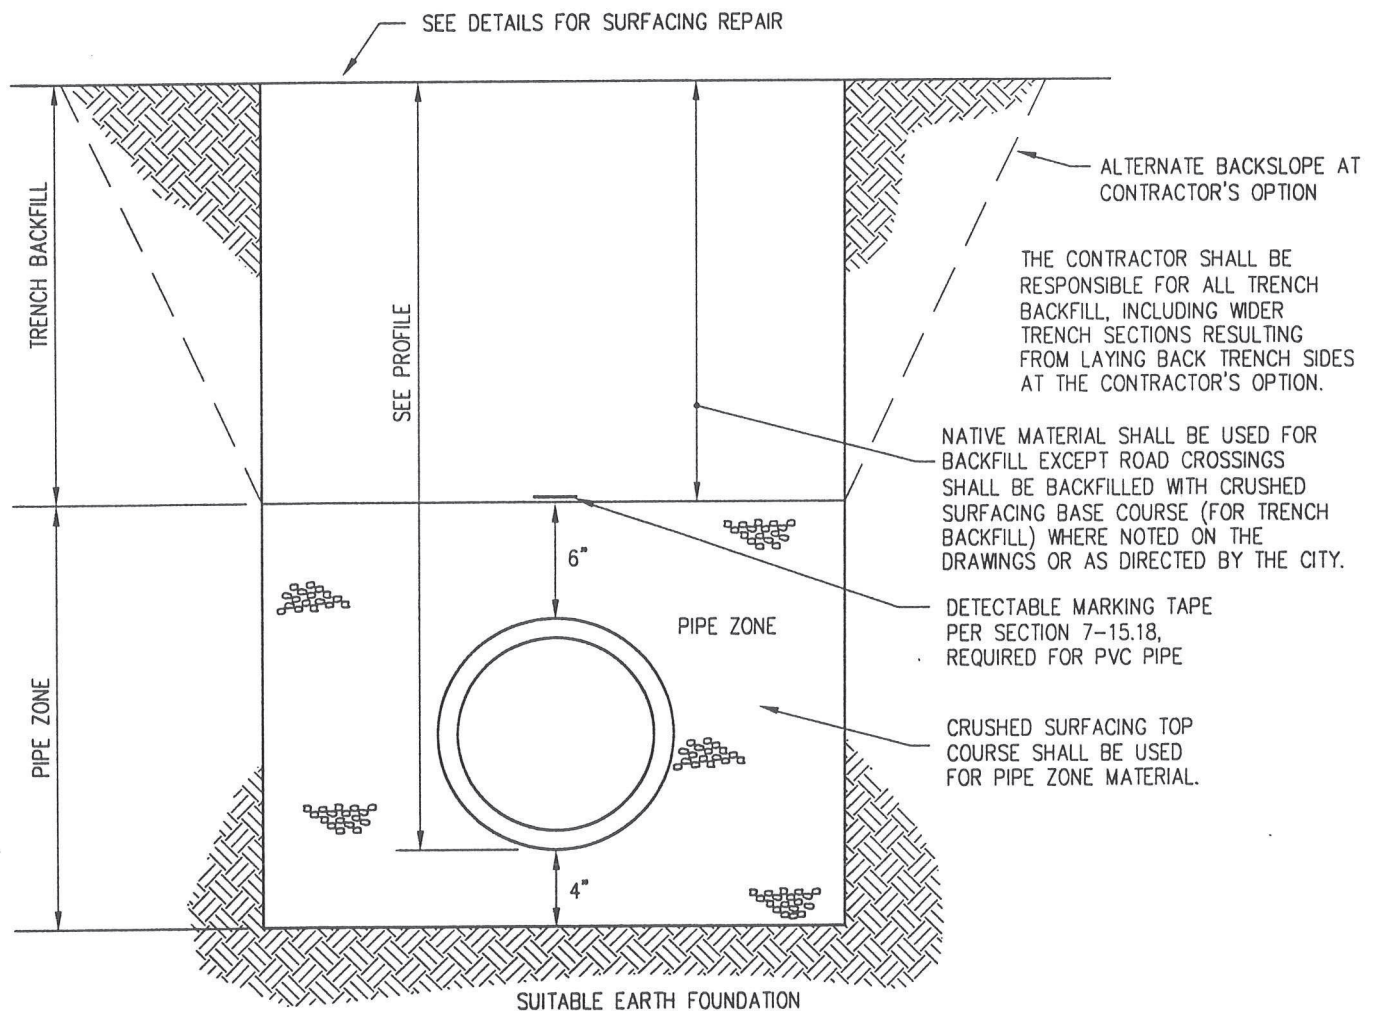 SEE DETAILS FOR SURFACING REPAIR
ALTERNATE BACKSLOPE AT
CONTRACTOR'S OPTION
THE CONTRACTOR SHALL BE
RESPONSIBLE FOR ALL TRENCH
BACKFILL, INCLUDING WIDER
TRENCH SECTIONS RESULTING
FROM LAYING BACK TRENCH SIDES
AT THE CONTRACTOR'S OPTION.
TRENCH BACKFILL
SEE PROFILE
NATIVE MATERIAL SHALL BE USED FOR
BACKFILL EXCEPT ROAD CROSSINGS
SHALL BE BACKFILLED WITH CRUSHED
SURFACING BASE COURSE (FOR TRENCH
BACKFILL) WHERE NOTED ON THE
DRAWINGS OR AS DIRECTED BY THE CITY.
6"
PIPE ZONE
DETECTABLE MARKING TAPE
PER SECTION 7-15.18,
REQUIRED FOR PVC PIPE
PIPE ZONE
CRUSHED SURFACING TOP
COURSE SHALL BE USED
FOR PIPE ZONE MATERIAL.
4"
SUITABLE EARTH FOUNDATION